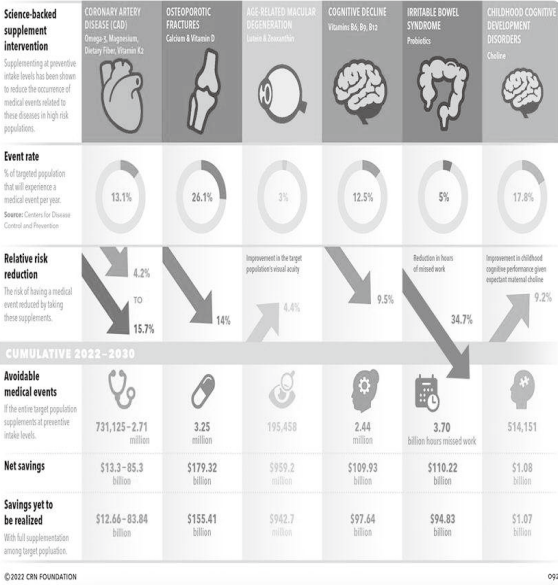 Science-backed
supplement
intervention
Supplementing at preventive
intake levels has been shown
to reduce the occurrence of
medical events related to
these diseases in high risk
populations.
CORONARY ARTERY
DISEASE (CAD)
Omega-3, Magnesium,
Dietary Fiber, Vitamin K2
OSTEOPOROTIC
FRACTURES
Calcium & Vitamin D
AGE-RELATED MACULAR
DEGENERATION
Lutein & Zeaxanthin
COGNITIVE DECLINE
Vitamins B6, B9, B12
IRRITABLE BOWEL
SYNDROME
Probiotics
CHILDHOOD COGNITIVE
DEVELOPMENT
DISORDERS
Choline
Event rate
% of targeted population
that will experience a
medical event per year.
Source: Centers for Disease
Control and Prevention
13.1%
26.1%
3%
12.5%
5%
17.8%
Relative risk
reduction
The risk of having a medical
event reduced by taking
these supplements.
4.2%
TO
15.7%
14%
Improvement in the target
population's visual acuity
4.4%
9.5%
Reduction in hours
of missed work
34.7%
Improvement in childhood
cognitive performance given
expectant maternal choline
9.2%
CUMULATIVE 2022–2030
Avoidable
medical events
If the entire target population
supplements at preventive
intake levels.
731,125–2.71
million
3.25
million
195,458
2.44
million
3.70
billion hours missed work
514,151
Net savings
$13.3–85.3
billion
$179.32
billion
$959.2
million
$109.93
billion
$110.22
billion
$1.08
billion
Savings yet to
be realized
With full supplementation
among target popluation.
$12.66–83.84
billion
$155.41
billion
$942.7
million
$97.64
billion
$94.83
billion
$1.07
billion
©2022 CRN FOUNDATION